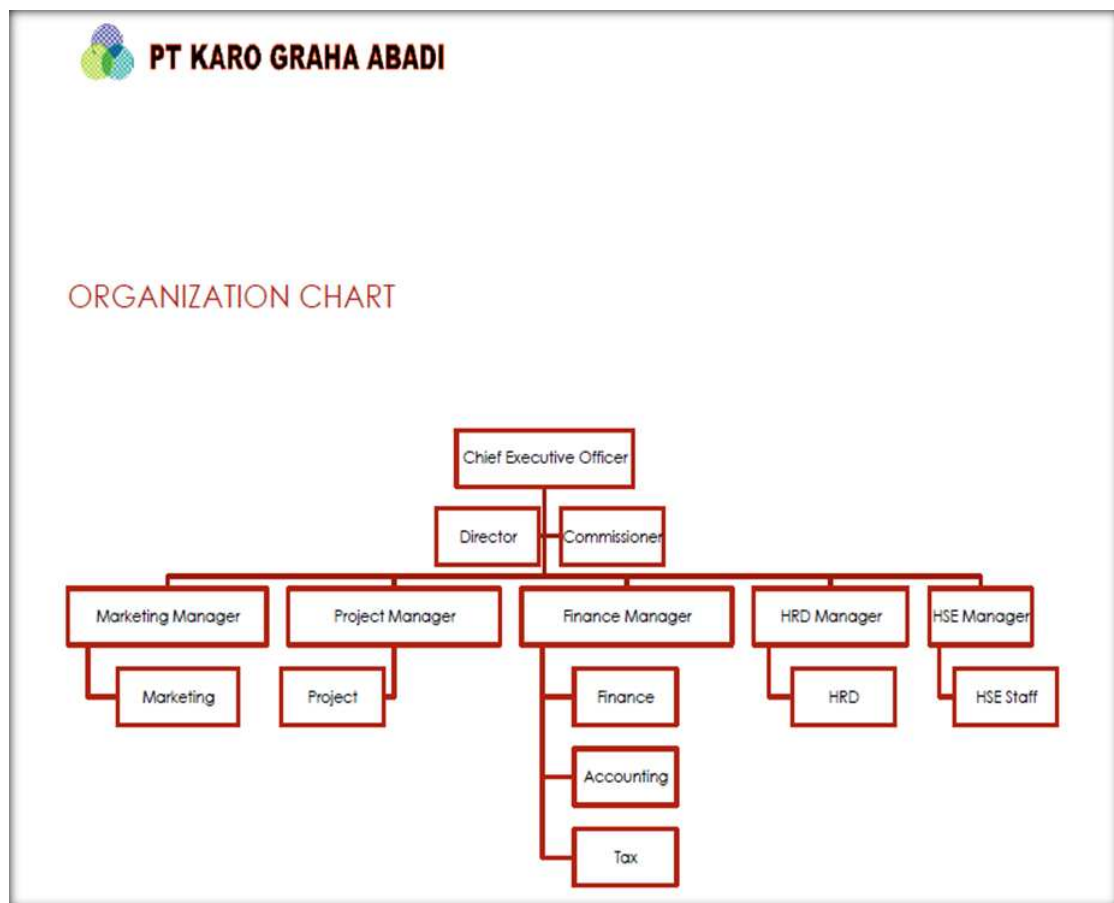 PT KARO GRAHA ABADI
ORGANIZATION CHART
Chief Executive Officer
Director
Commissioner
Marketing Manager
Project Manager
Finance Manager
HRD Manager
HSE Manager
Marketing
Project
Finance
HRD
HSE Staff
Accounting
Tax